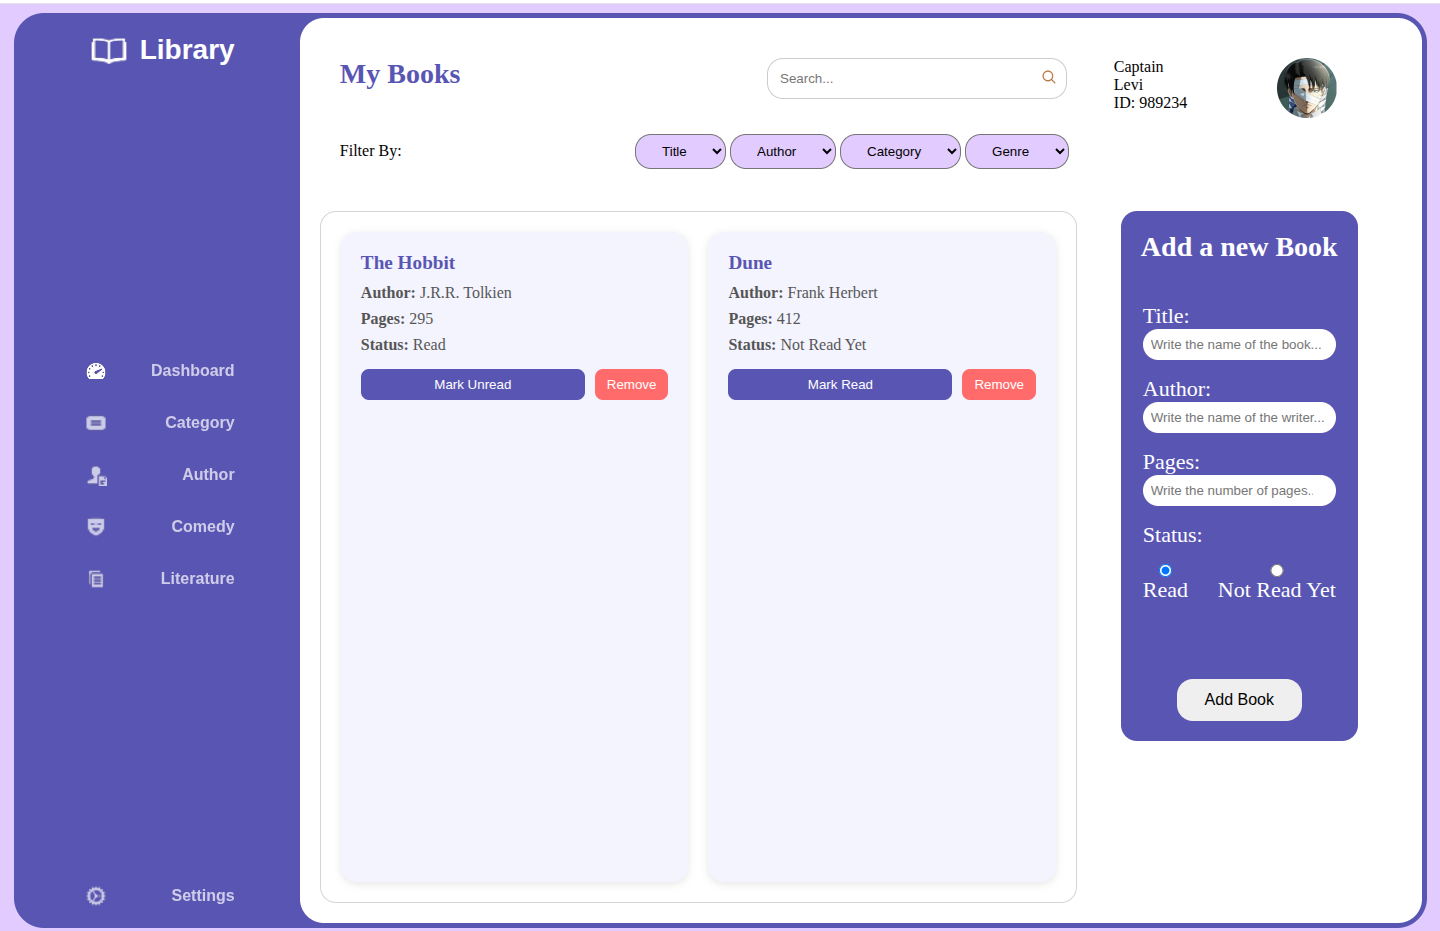 Library
Dashboard
Category
Author
Comedy
Literature
Settings
My Books
Search...
Captain
Levi
ID: 989234
Filter By:
Title
Author
Category
Genre
The Hobbit
Author: J.R.R. Tolkien
Pages: 295
Status: Read
Mark Unread
Remove
Dune
Author: Frank Herbert
Pages: 412
Status: Not Read Yet
Mark Read
Remove
Add a new Book
Title:
Write the name of the book...
Author:
Write the name of the writer...
Pages:
Write the number of pages..
Status:
Read
Not Read Yet
Add Book